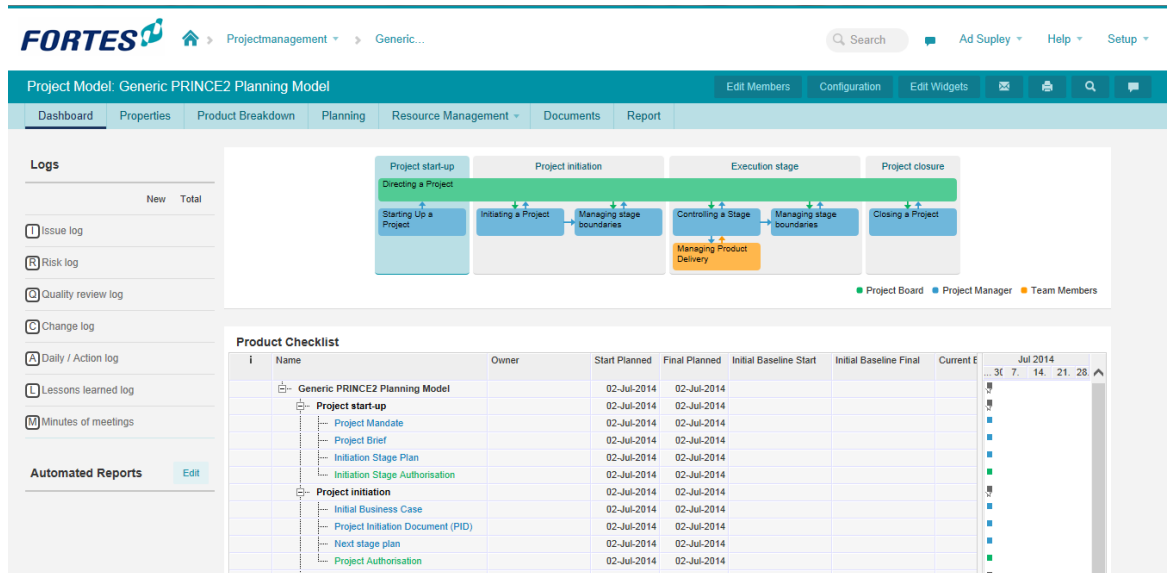 FORTES
Projectmanagement > Generic...
Search
Ad Supley
Help
Setup
Project Model: Generic PRINCE2 Planning Model
Edit Members
Configuration
Edit Widgets
Dashboard
Properties
Product Breakdown
Planning
Resource Management
Documents
Report
Logs
New Total
I Issue log
R Risk log
Q Quality review log
C Change log
A Daily / Action log
L Lessons learned log
M Minutes of meetings
Automated Reports
Edit
Project start-up
Project initiation
Execution stage
Project closure
Directing a Project
Starting Up a
Project
Initiating a Project
Managing stage
boundaries
Controlling a Stage
Managing stage
boundaries
Closing a Project
Managing Product
Delivery
Project Board
Project Manager
Team Members
Product Checklist
i Name Owner Start Planned Final Planned Initial Baseline Start Initial Baseline Final Current E Jul 2014
... 30 7. 14. 21. 28.
Generic PRINCE2 Planning Model 02-Jul-2014 02-Jul-2014
Project start-up 02-Jul-2014 02-Jul-2014
Project Mandate 02-Jul-2014 02-Jul-2014
Project Brief 02-Jul-2014 02-Jul-2014
Initiation Stage Plan 02-Jul-2014 02-Jul-2014
Initiation Stage Authorisation 02-Jul-2014 02-Jul-2014
Project initiation 02-Jul-2014 02-Jul-2014
Initial Business Case 02-Jul-2014 02-Jul-2014
Project Initiation Document (PID) 02-Jul-2014 02-Jul-2014
Next stage plan 02-Jul-2014 02-Jul-2014
Project Authorisation 02-Jul-2014 02-Jul-2014